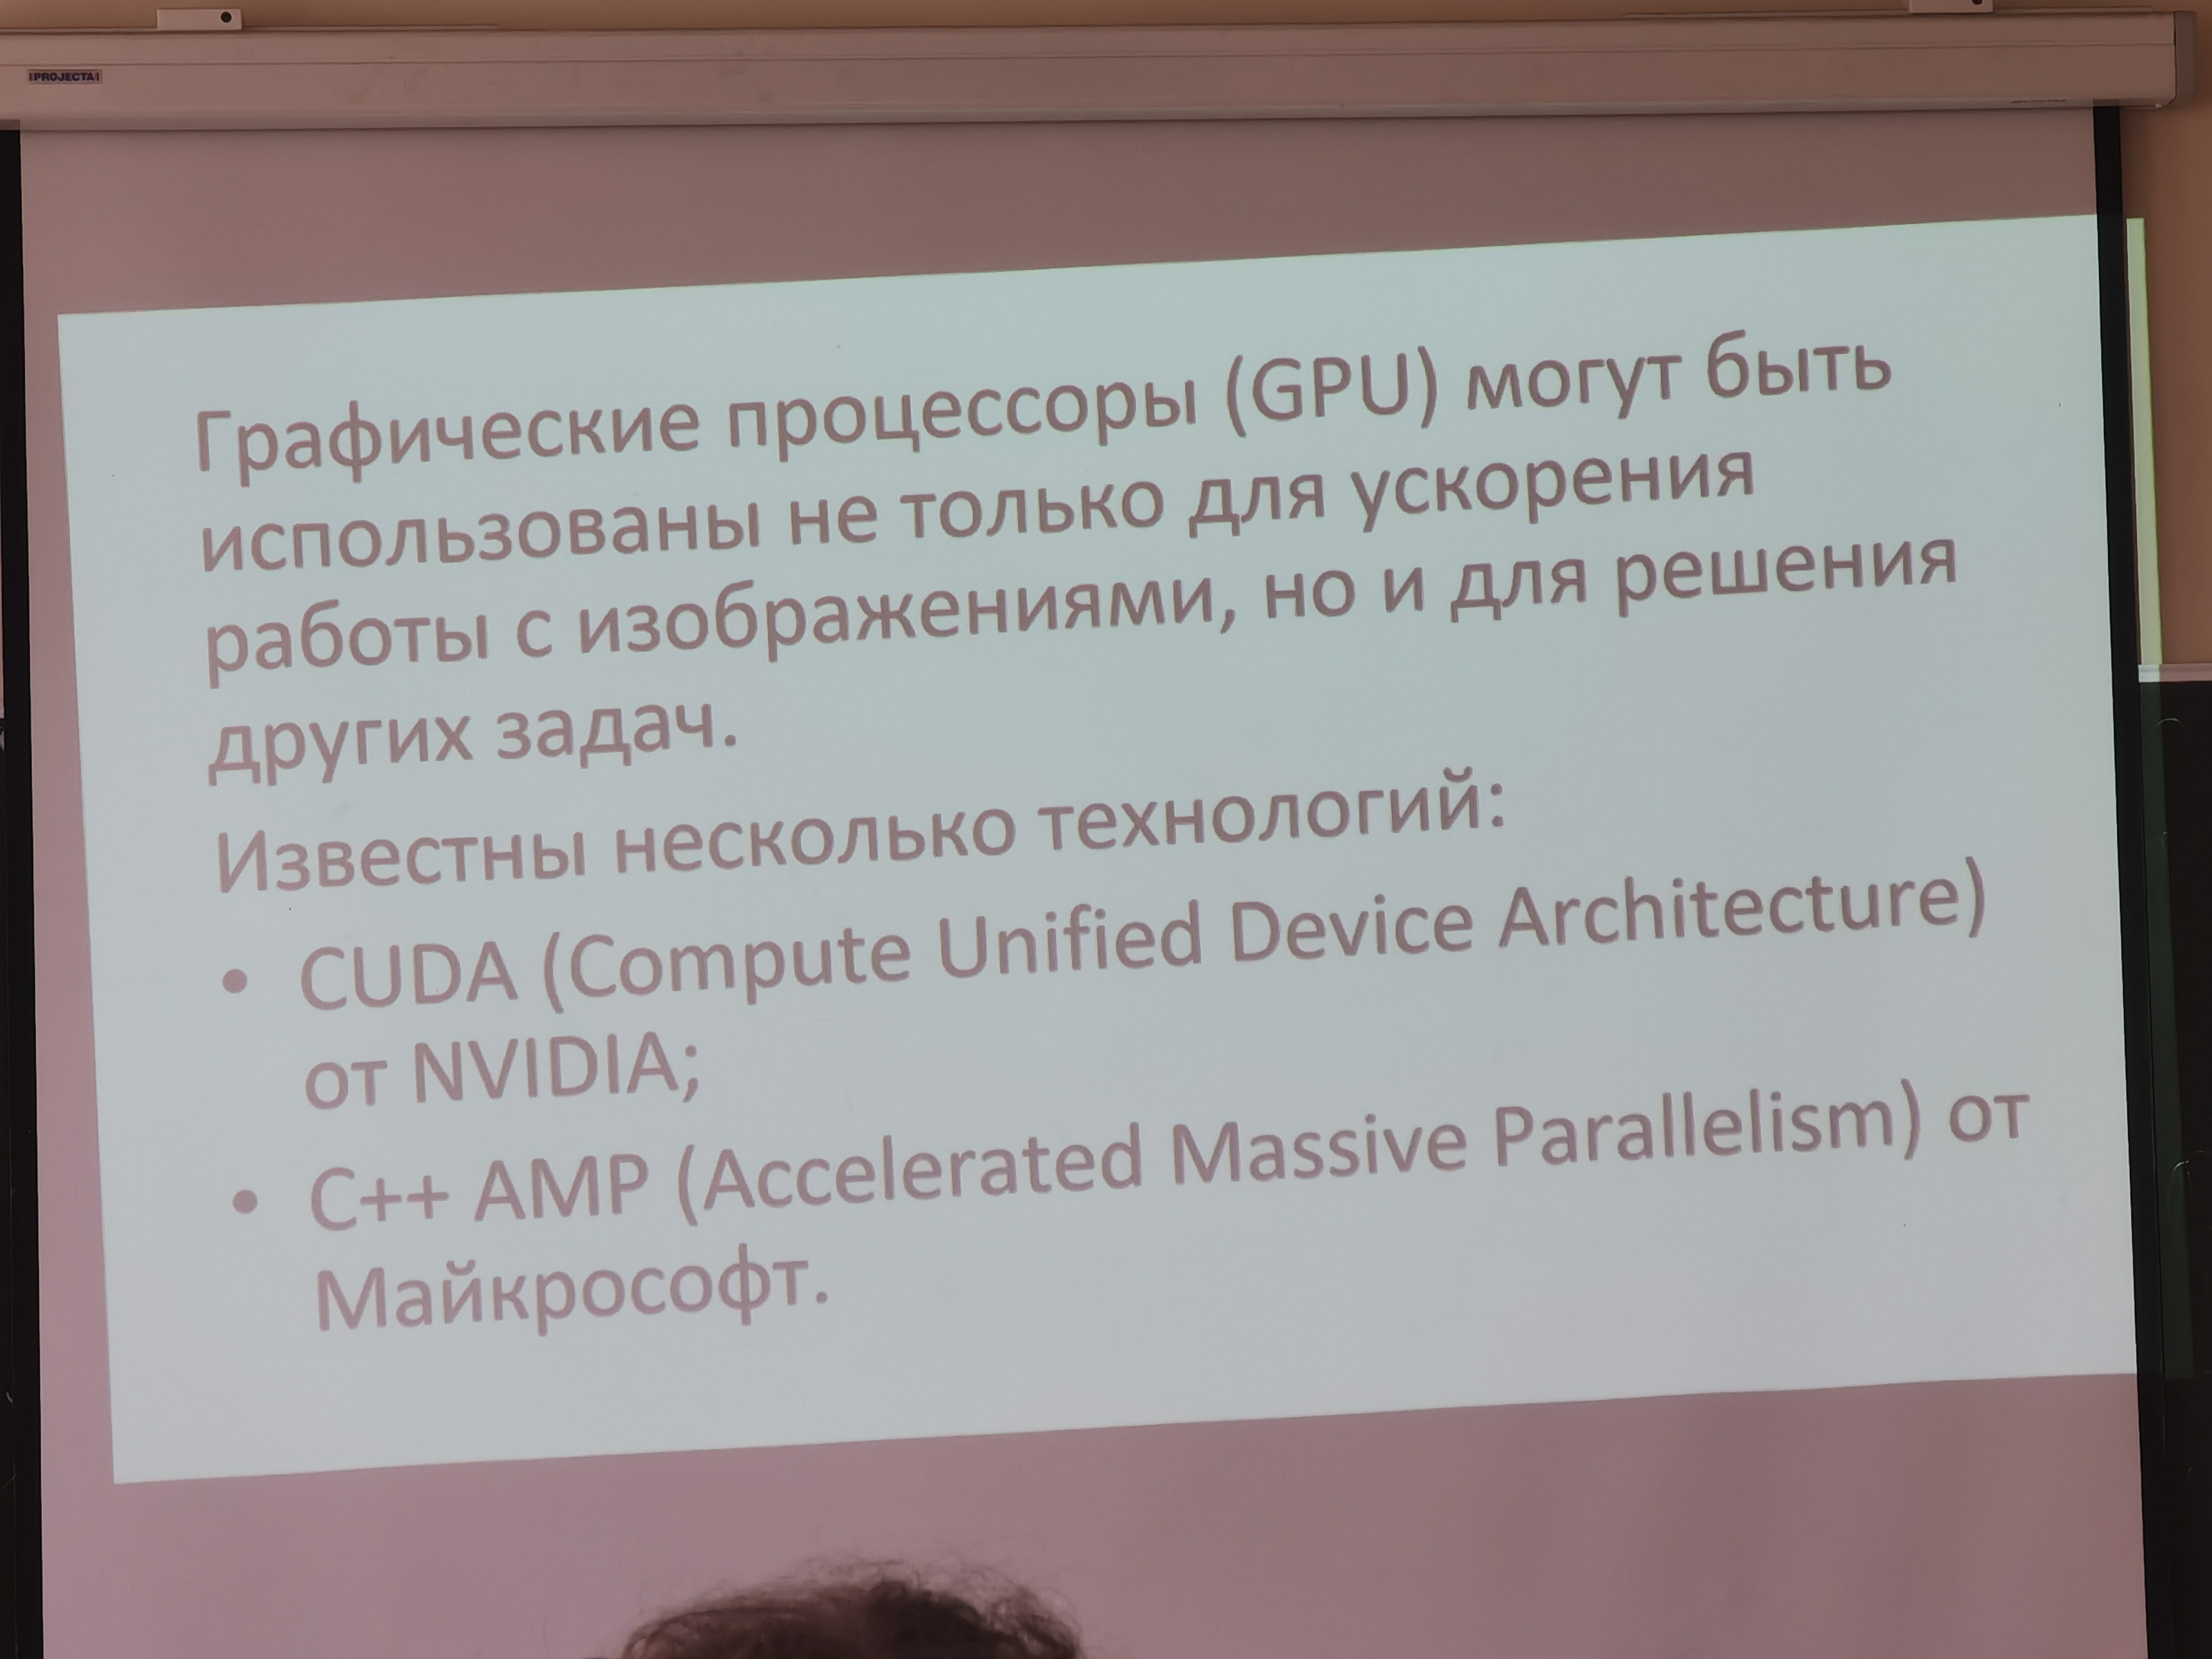 PROJECTA
Графические процессоры (GPU) могут быть
использованы не только для ускорения
работы с изображениями, но и для решения
других задач.
Известны несколько технологий:
• CUDA (Compute Unified Device Architecture)
от NVIDIA;
• C++ AMP (Accelerated Massive Parallelism) от
Майкрософт.